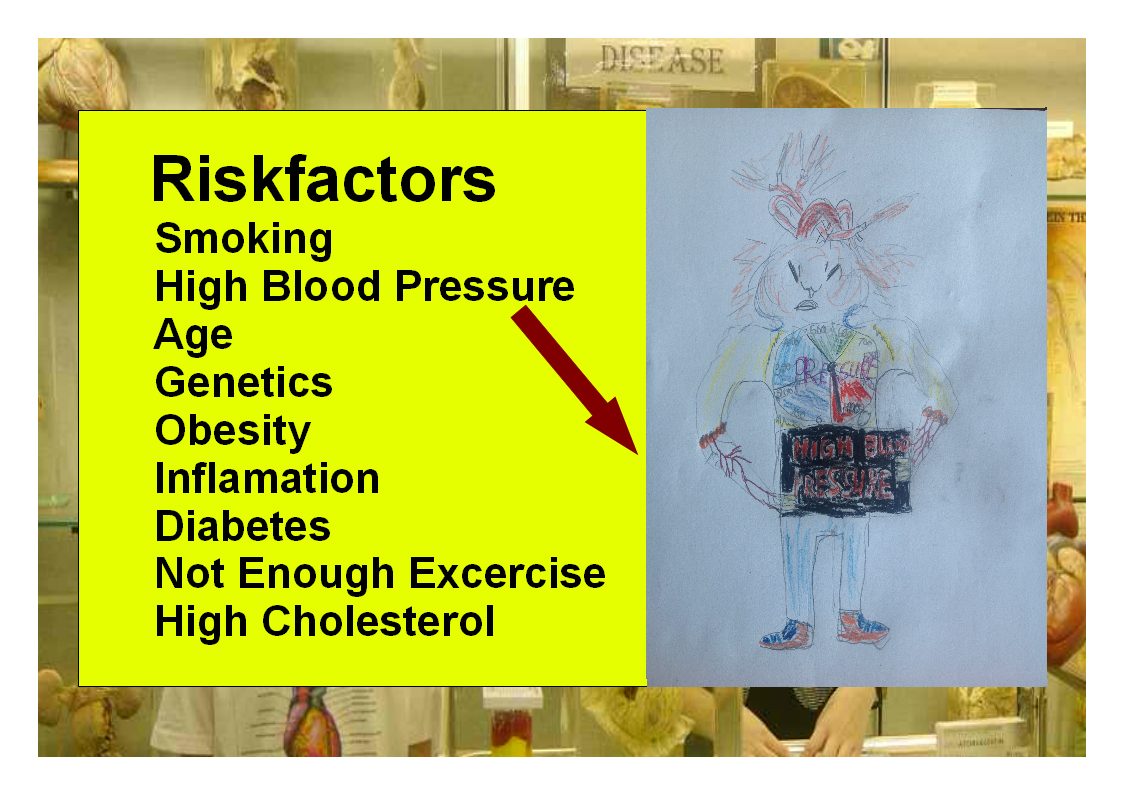 DISEASE
Riskfactors
Smoking
High Blood Pressure
Age
Genetics
Obesity
Inflamation
Diabetes
Not Enough Excercise
High Cholesterol
PRESSURE
HIGH BLOO
PRESSURE